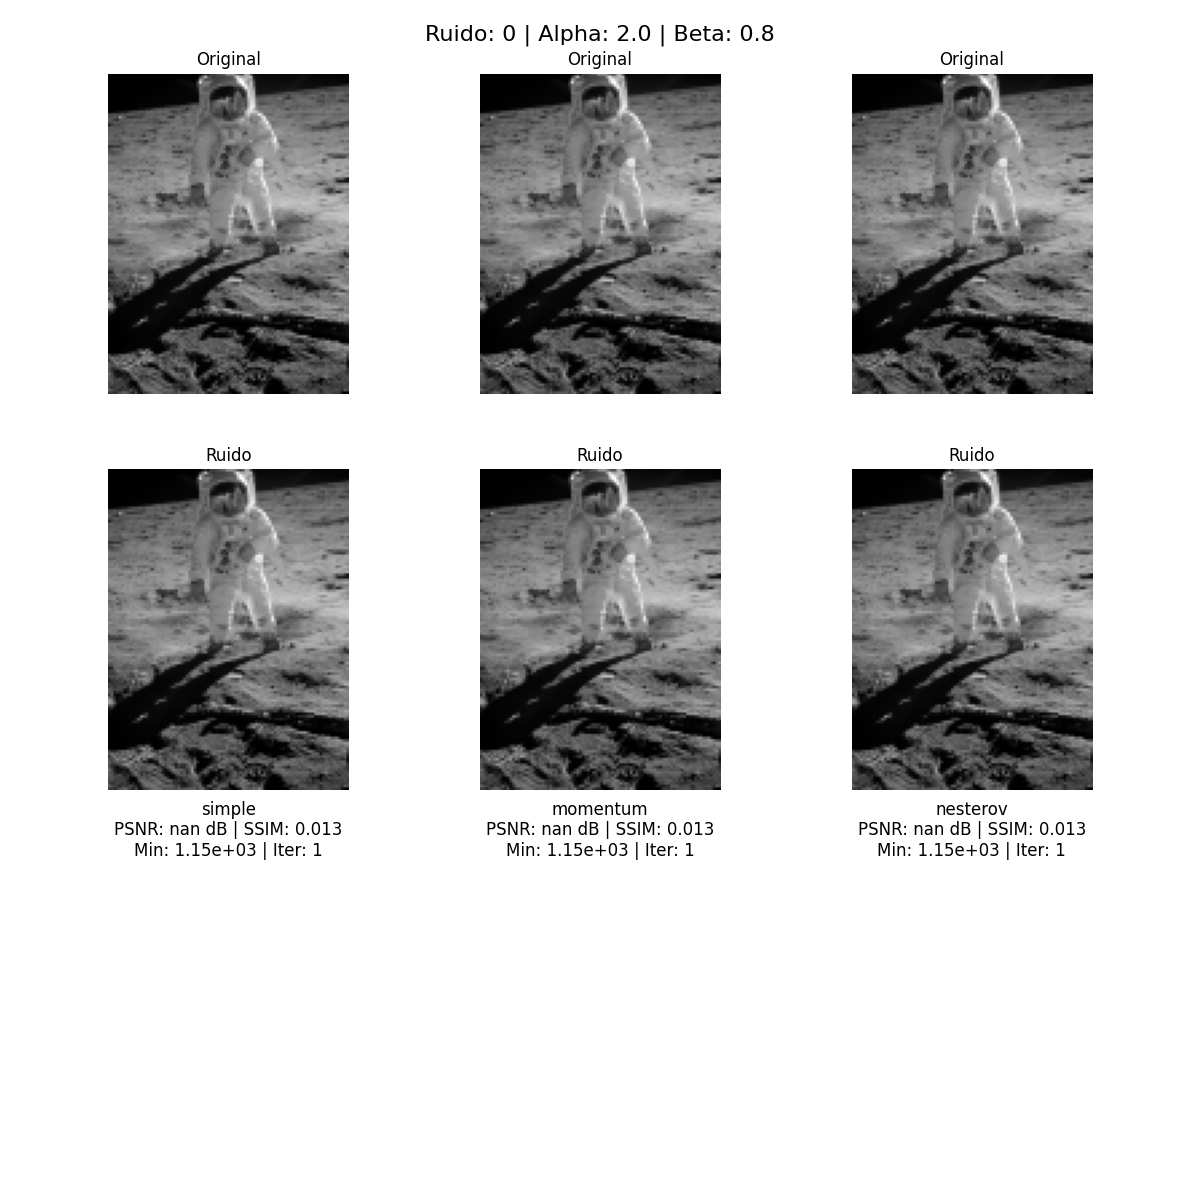 Ruido: 0 | Alpha: 2.0 | Beta: 0.8
Original
Original
Original
Ruido
Ruido
Ruido
simple
PSNR: nan dB | SSIM: 0.013
Min: 1.15e+03 | Iter: 1
momentum
PSNR: nan dB | SSIM: 0.013
Min: 1.15e+03 | Iter: 1
nesterov
PSNR: nan dB | SSIM: 0.013
Min: 1.15e+03 | Iter: 1